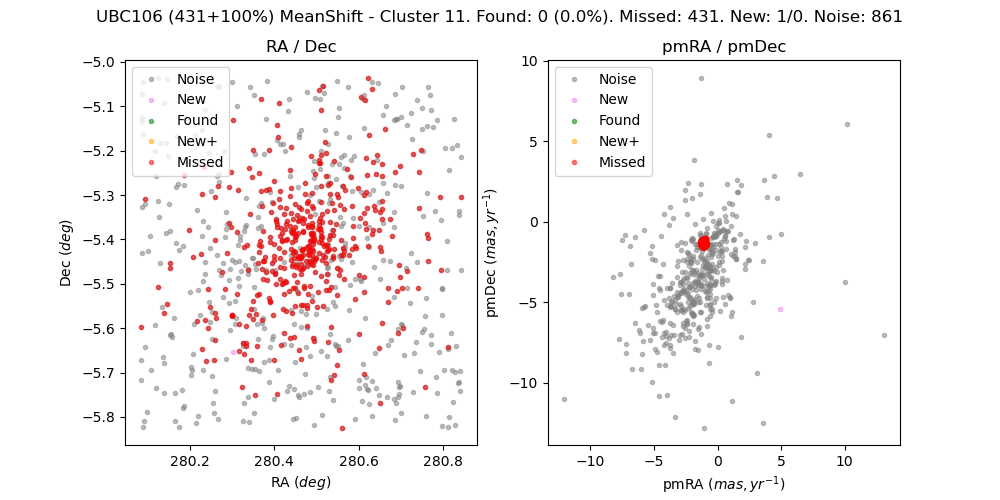 UBC106 (431+100%) MeanShift - Cluster 11. Found: 0 (0.0%). Missed: 431. New: 1/0. Noise: 861
RA / Dec
−5.0
−5.1
−5.2
−5.3
−5.4
−5.5
−5.6
−5.7
−5.8
Dec (deg)
Noise
New
Found
New+
Missed
280.2
280.4
280.6
280.8
RA (deg)
pmRA / pmDec
10
5
0
−5
−10
pmDec (mas, yr⁻¹)
Noise
New
Found
New+
Missed
−10
−5
0
5
10
pmRA (mas, yr⁻¹)